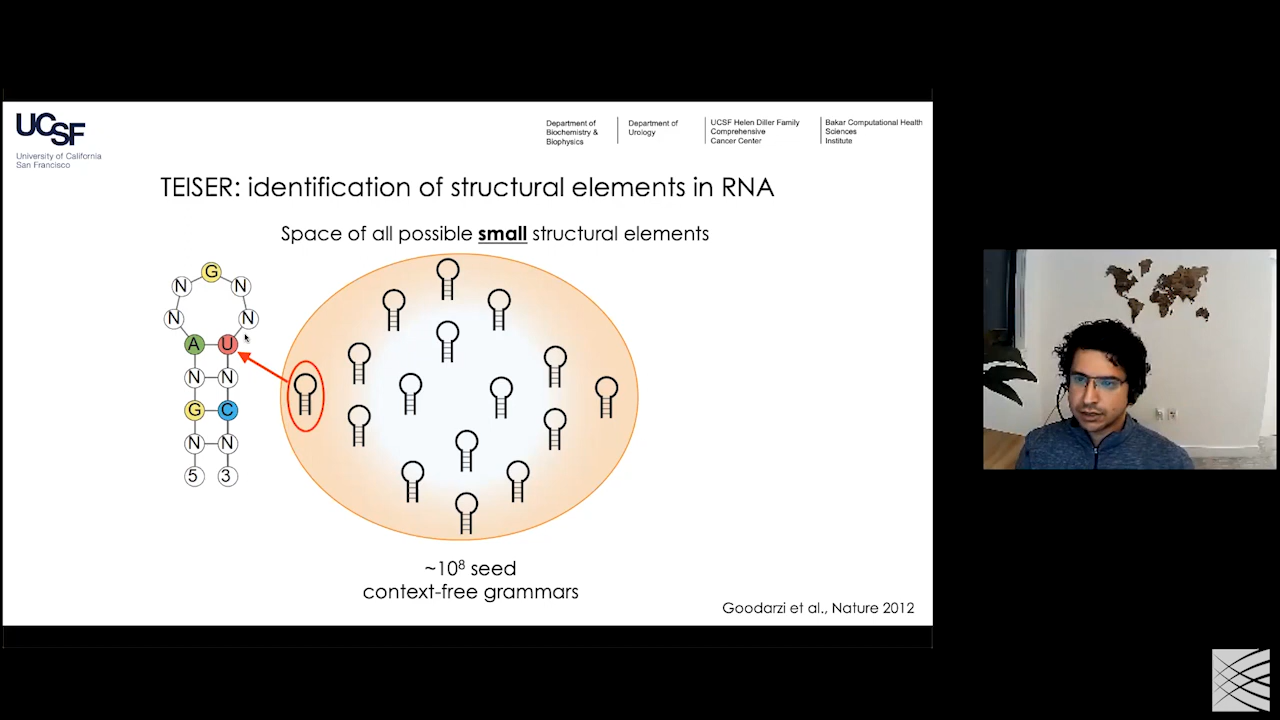 UCSF
University of California
San Francisco
Department of
Biochemistry &
Biophysics
Department of
Urology
UCSF Helen Diller Family
Comprehensive
Cancer Center
Bakar Computational Health
Sciences
Institute
TEISER: identification of structural elements in RNA
Space of all possible small structural elements
G
N N
N N
A U
N N
G C
N N
5 3
~10⁸ seed
context-free grammars
Goodarzi et al., Nature 2012